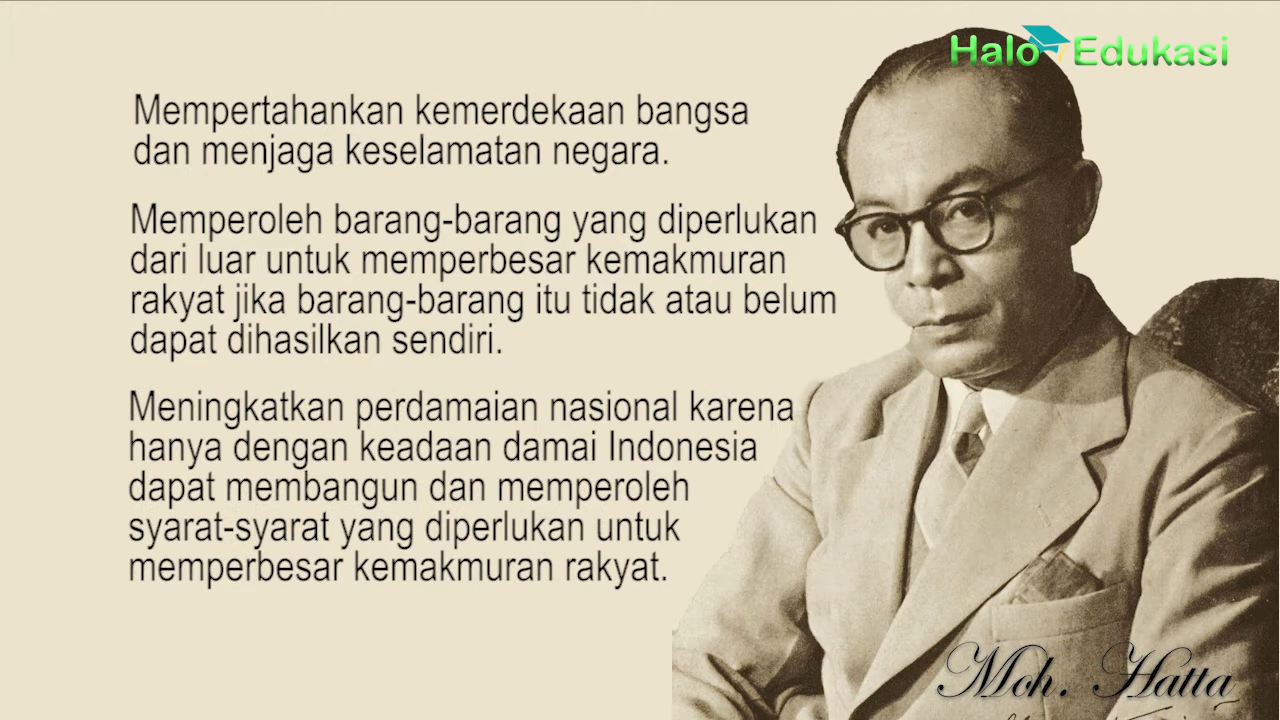 Halo Edukasi
Mempertahankan kemerdekaan bangsa
dan menjaga keselamatan negara.
Memperoleh barang-barang yang diperlukan
dari luar untuk memperbesar kemakmuran
rakyat jika barang-barang itu tidak atau belum
dapat dihasilkan sendiri.
Meningkatkan perdamaian nasional karena
hanya dengan keadaan damai Indonesia
dapat membangun dan memperoleh
syarat-syarat yang diperlukan untuk
memperbesar kemakmuran rakyat.
Moh. Hatta